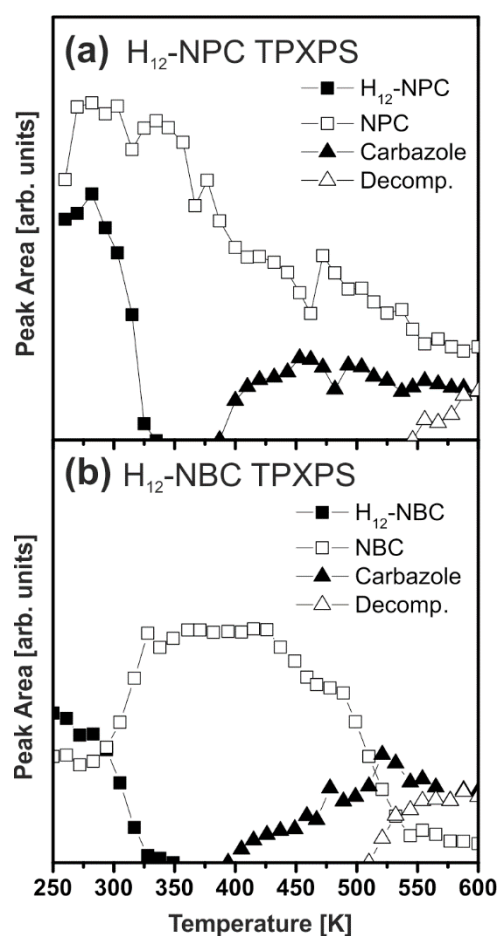 (a) H₁₂-NPC TPXPS
H₁₂-NPC
NPC
Carbazole
Decomp.
Peak Area [arb. units]
(b) H₁₂-NBC TPXPS
H₁₂-NBC
NBC
Carbazole
Decomp.
Peak Area [arb. units]
250 300 350 400 450 500 550 600
Temperature [K]